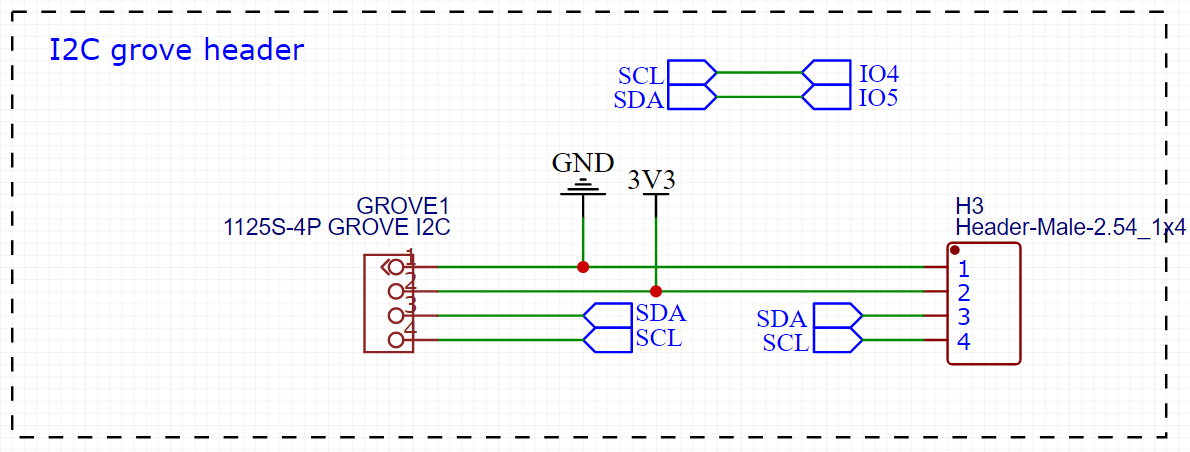 I2C grove header
SCL IO4
SDA IO5
GND
3V3
GROVE1
1125S-4P GROVE I2C
H3
Header-Male-2.54_1x4
1
2
3
4
SDA
SCL
SDA
SCL
1
2
3
4